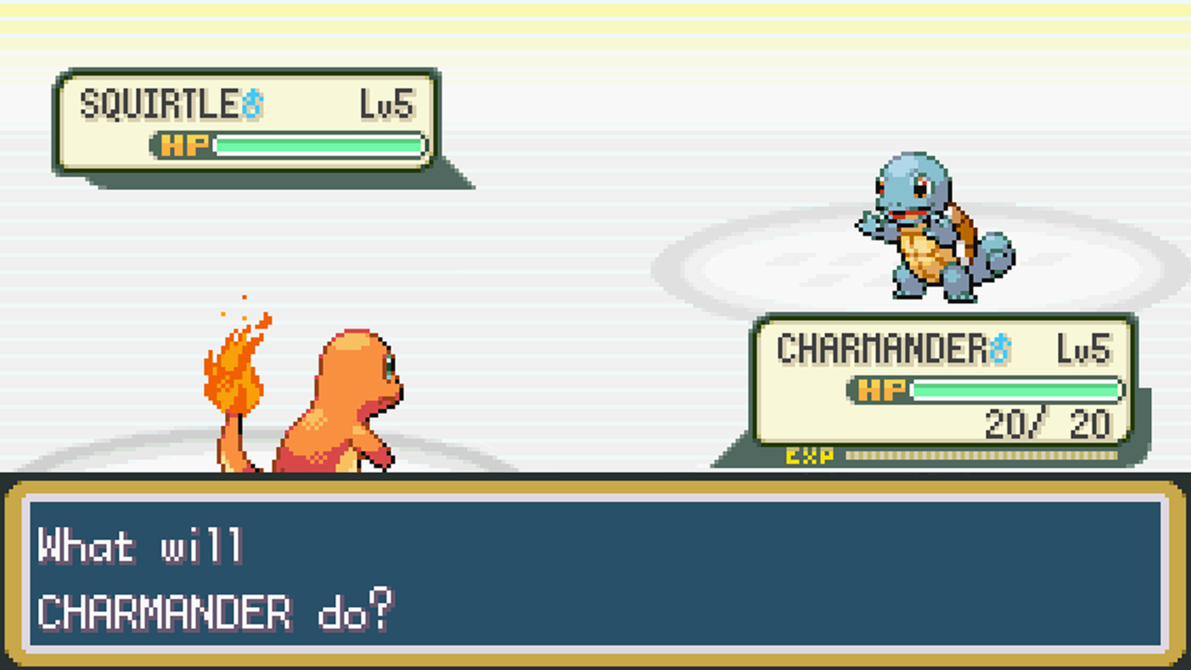 SQUIRTLE♂ Lv5
HP
CHARMANDER♂ Lv5
HP
20/ 20
EXP
What will
CHARMANDER do?